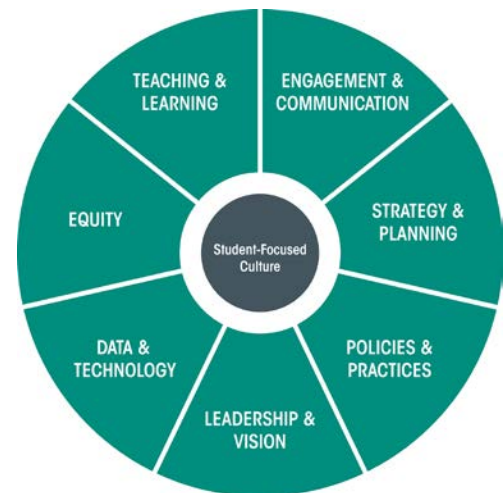 TEACHING &
LEARNING
ENGAGEMENT &
COMMUNICATION
STRATEGY &
PLANNING
POLICIES &
PRACTICES
LEADERSHIP &
VISION
DATA &
TECHNOLOGY
EQUITY
Student-Focused
Culture